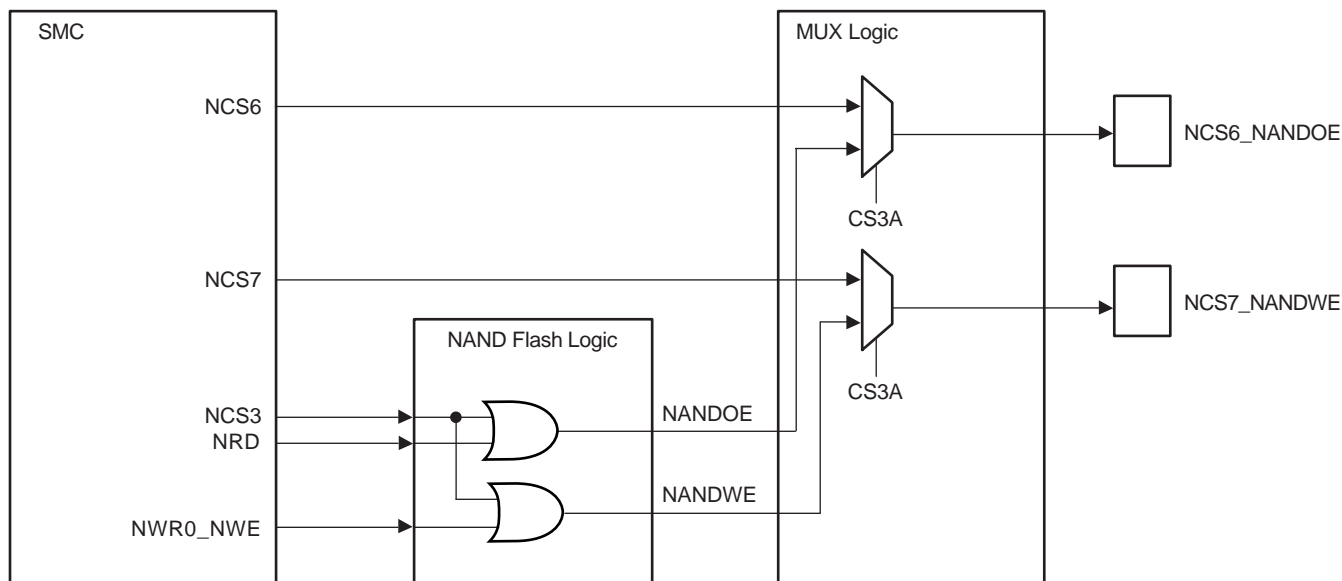 SMC
MUX Logic
NCS6
NCS6_NANDOE
CS3A
NCS7
NCS7_NANDWE
NAND Flash Logic
CS3A
NCS3
NANDOE
NRD
NANDWE
NWR0_NWE